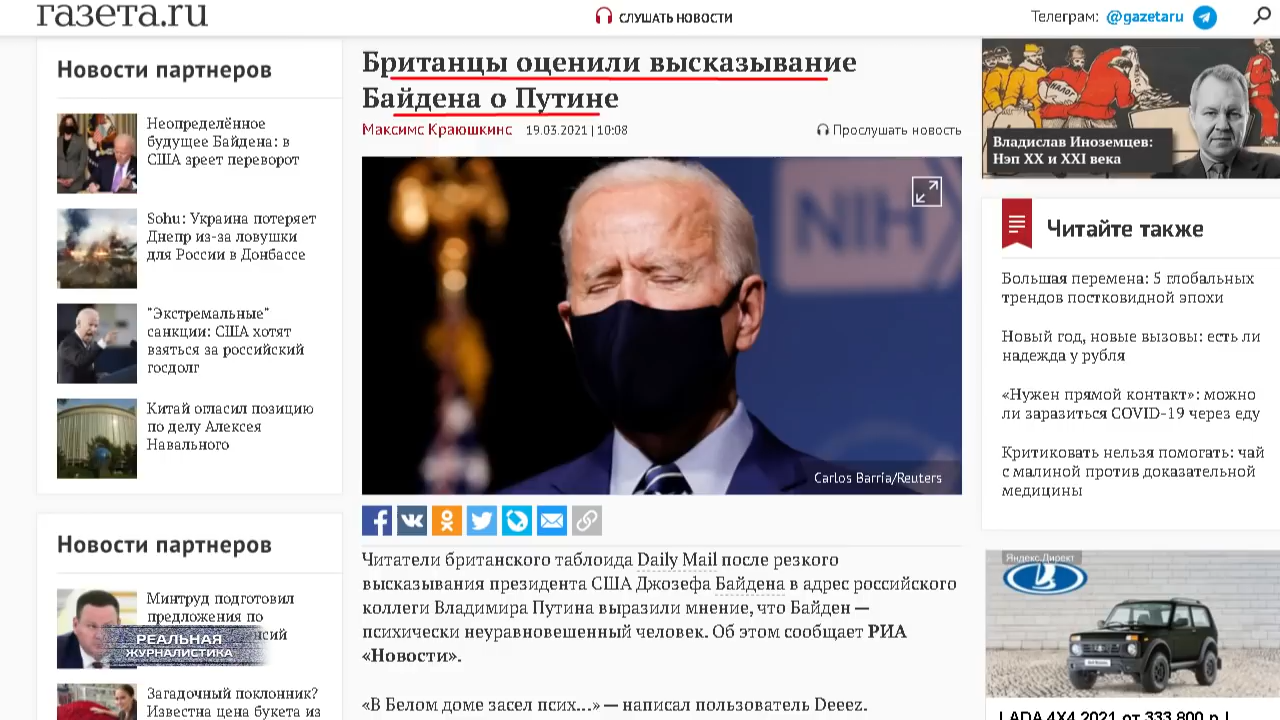 газета.ru
СЛУШАТЬ НОВОСТИ
Телеграм: @gazetaru
Новости партнеров
Неопределённое
будущее Байдена: в
США зреет переворот
Sohu: Украина потеряет
Днепр из-за ловушки
для России в Донбассе
"Экстремальные"
санкции: США хотят
взяться за российский
госдолг
Китай огласил позицию
по делу Алексея
Навального
Новости партнеров
Минтруд подготовил
предложения по
нсий
РЕАЛЬНАЯ
ЖУРНАЛИСТИКА
Загадочный поклонник?
Известна цена букета из
Британцы оценили высказывание
Байдена о Путине
Максимс Краюшкинс 19.03.2021 | 10:08
Прослушать новость
NIH
Carlos Barria/Reuters
Читатели британского таблоида Daily Mail после резкого
высказывания президента США Джозефа Байдена в адрес российского
коллеги Владимира Путина выразили мнение, что Байден —
психически неуравновешенный человек. Об этом сообщает РИА
«Новости».
«В Белом доме засел псих...» — написал пользователь Deeez.
НАЛОГ
Владислав Иноземцев:
Нэп XX и XXI века
Читайте также
Большая перемена: 5 глобальных
трендов постковидной эпохи
Новый год, новые вызовы: есть ли
надежда у рубля
«Нужен прямой контакт»: можно
ли заразиться COVID-19 через еду
Критиковать нельзя помогать: чай
с малиной против доказательной
медицины
Яндекс.Директ
LADA 4X4 2021 от 333 800 р.!